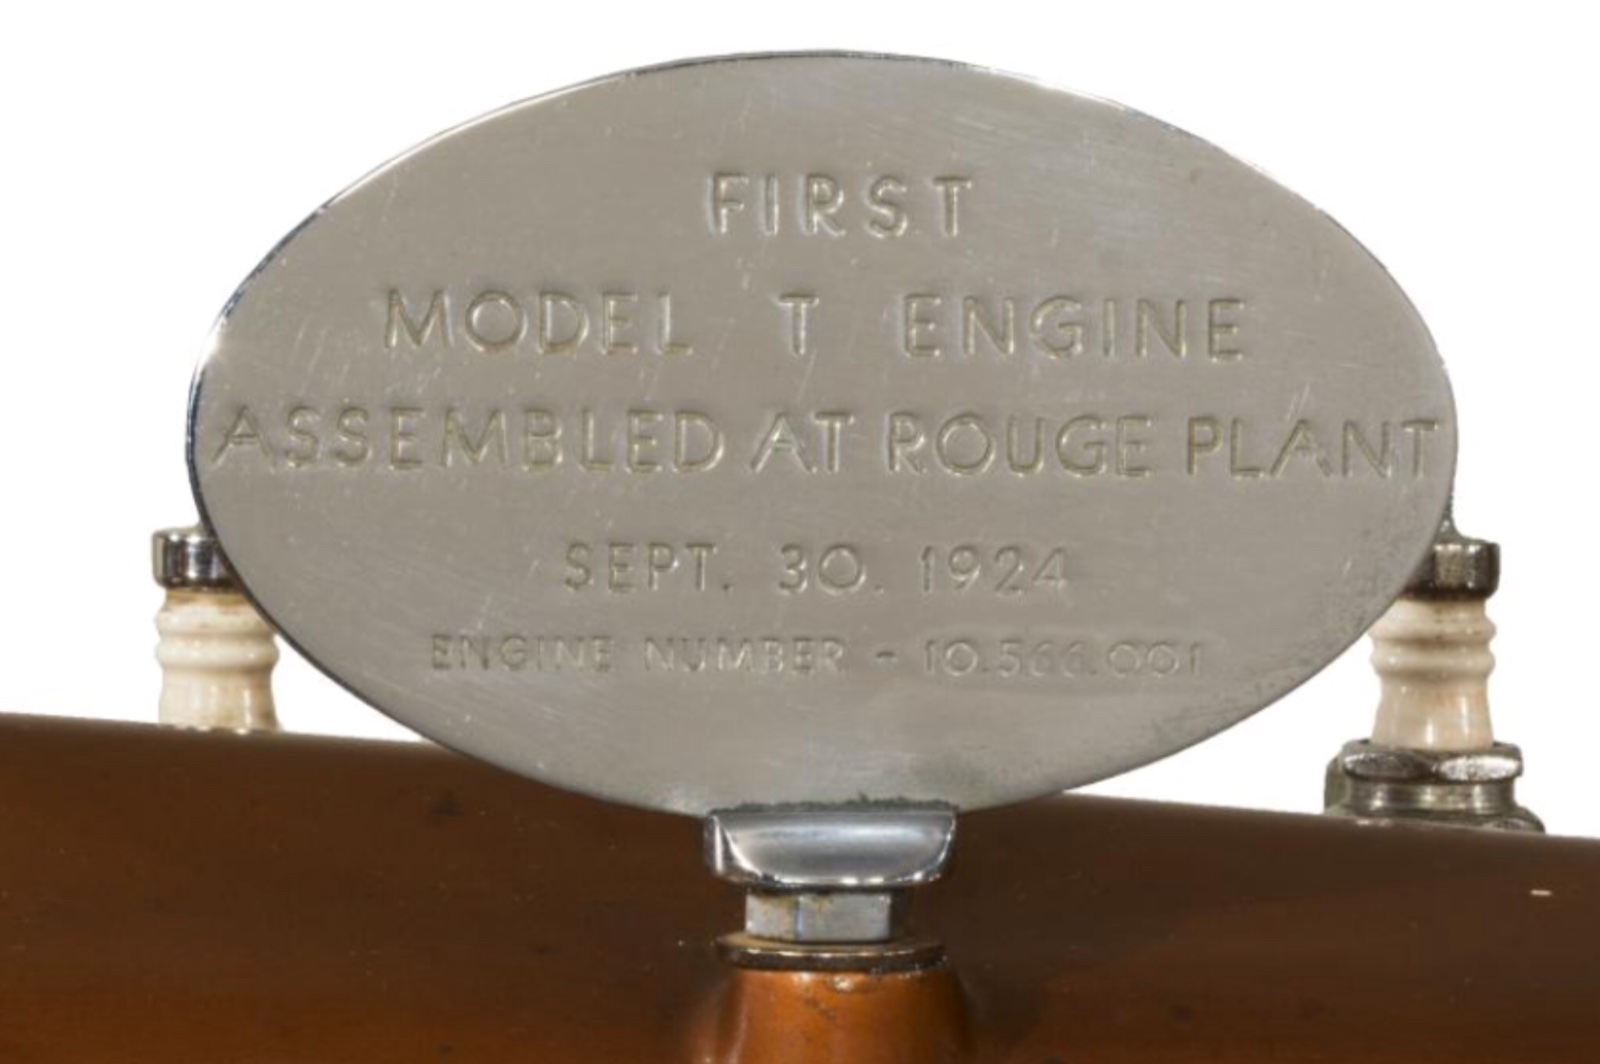 FIRST
MODEL T ENGINE
ASSEMBLED AT ROUGE PLANT
SEPT. 30. 1924
ENGINE NUMBER - 10.566.001